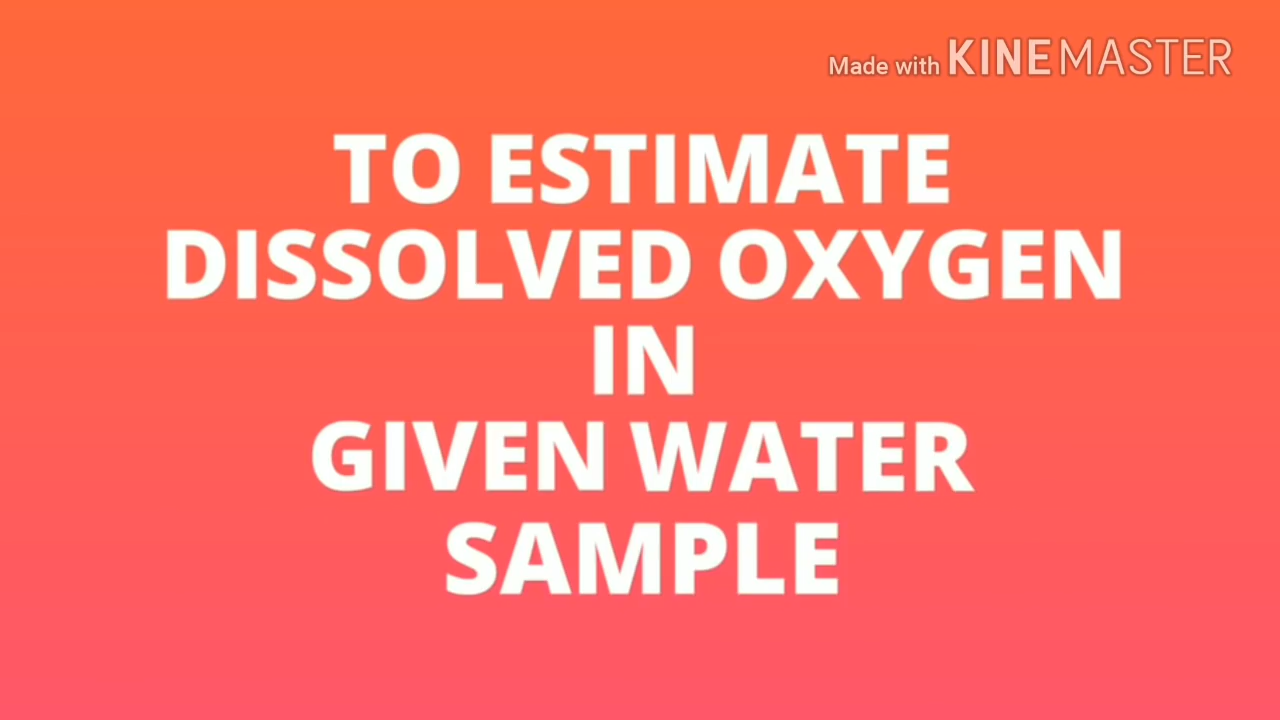 Made with KINEMASTER
TO ESTIMATE
DISSOLVED OXYGEN
IN
GIVEN WATER
SAMPLE